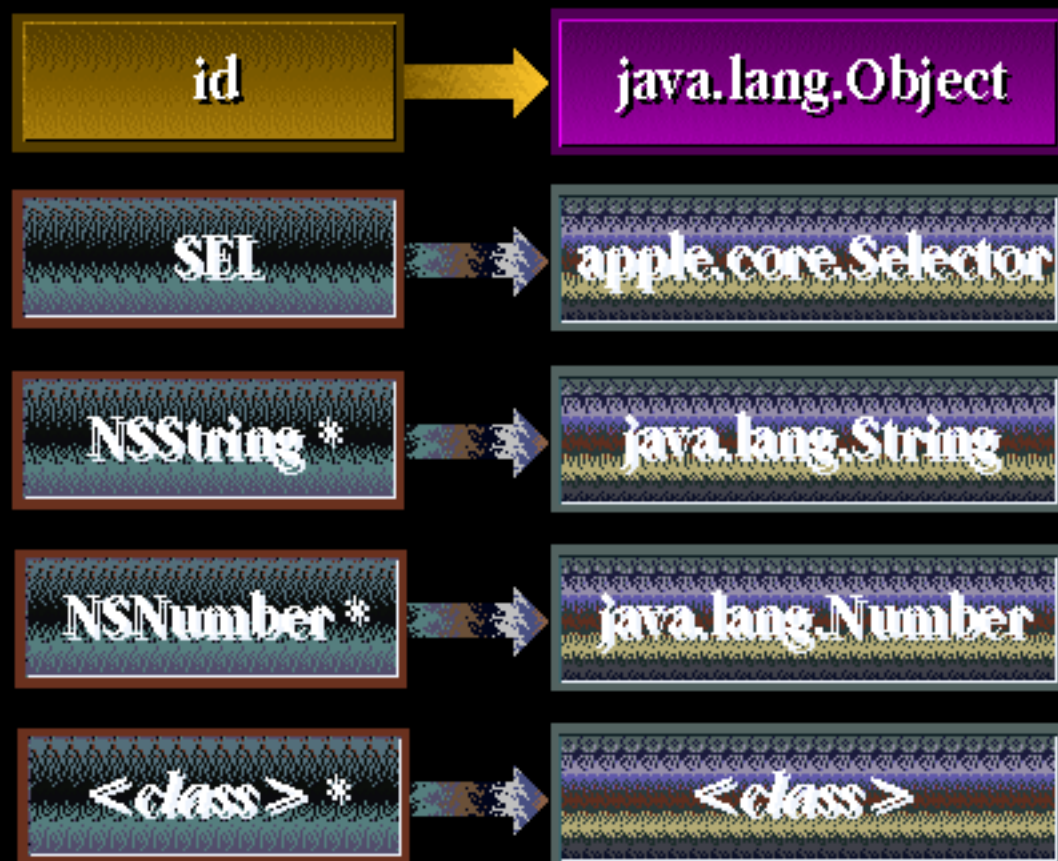 id java.lang.Object
SEL apple.core.Selector
NSString * java.lang.String
NSNumber * java.lang.Number
<class> * <class>